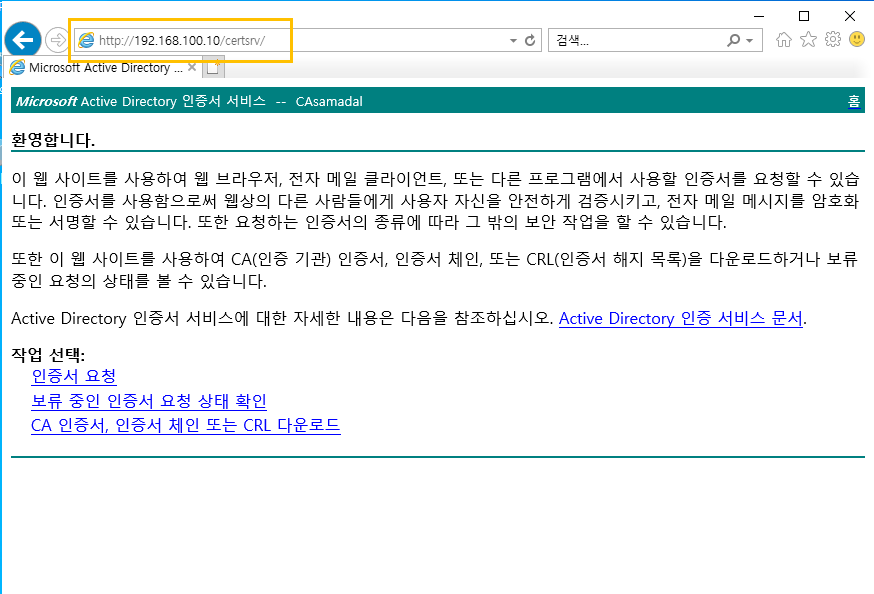 http://192.168.100.10/certsrv/
검색...
Microsoft Active Directory ...
Microsoft Active Directory 인증서 서비스 -- CAsamadal
홈
환영합니다.
이 웹 사이트를 사용하여 웹 브라우저, 전자 메일 클라이언트, 또는 다른 프로그램에서 사용할 인증서를 요청할 수 있습
니다. 인증서를 사용함으로써 웹상의 다른 사람들에게 사용자 자신을 안전하게 검증시키고, 전자 메일 메시지를 암호화
또는 서명할 수 있습니다. 또한 요청하는 인증서의 종류에 따라 그 밖의 보안 작업을 할 수 있습니다.
또한 이 웹 사이트를 사용하여 CA(인증 기관) 인증서, 인증서 체인, 또는 CRL(인증서 해지 목록)을 다운로드하거나 보류
중인 요청의 상태를 볼 수 있습니다.
Active Directory 인증서 서비스에 대한 자세한 내용은 다음을 참조하십시오. Active Directory 인증 서비스 문서.
작업 선택:
인증서 요청
보류 중인 인증서 요청 상태 확인
CA 인증서, 인증서 체인 또는 CRL 다운로드